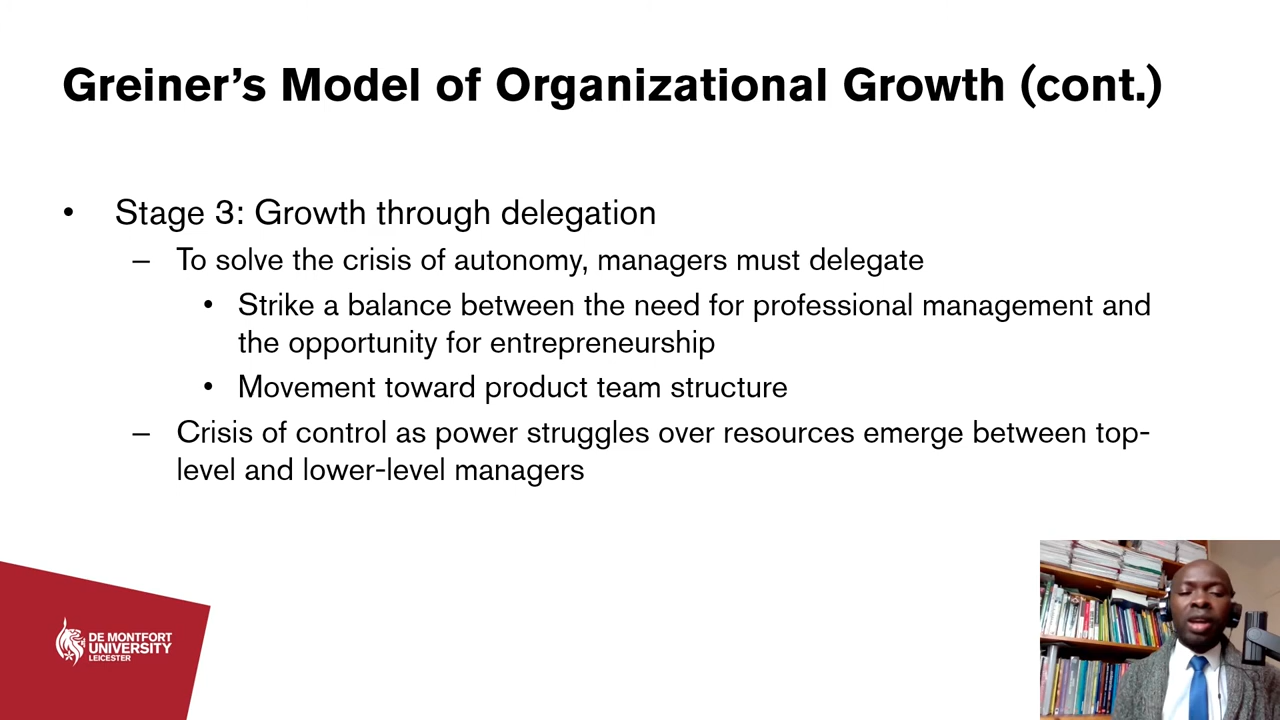 Greiner’s Model of Organizational Growth (cont.)
• Stage 3: Growth through delegation
– To solve the crisis of autonomy, managers must delegate
• Strike a balance between the need for professional management and
the opportunity for entrepreneurship
• Movement toward product team structure
– Crisis of control as power struggles over resources emerge between top-
level and lower-level managers
DE MONTFORT
UNIVERSITY
LEICESTER